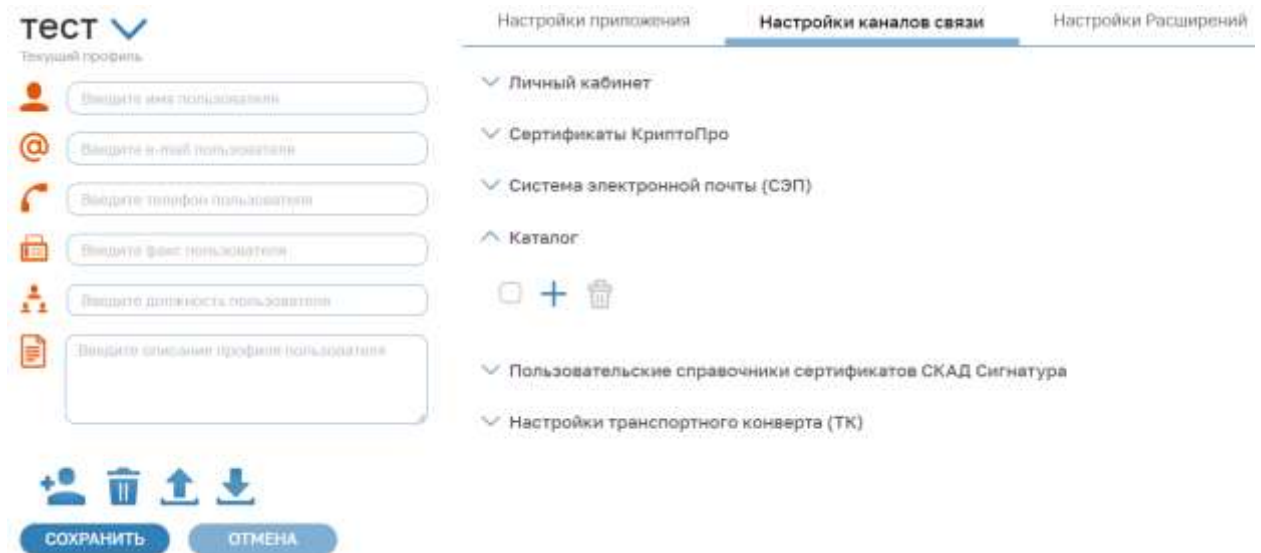 тест
Текущий профиль
Введите имя пользователя
Введите e-mail пользователя
Введите телефон пользователя
Введите факс пользователя
Введите должность пользователя
Введите описание профиля пользователя
СОХРАНИТЬ
ОТМЕНА
Настройки приложения
Настройки каналов связи
Настройки Расширений
Личный кабинет
Сертификаты КриптоПро
Система электронной почты (СЭП)
Каталог
Пользовательские справочники сертификатов СКАД Сигнатура
Настройки транспортного конверта (ТК)